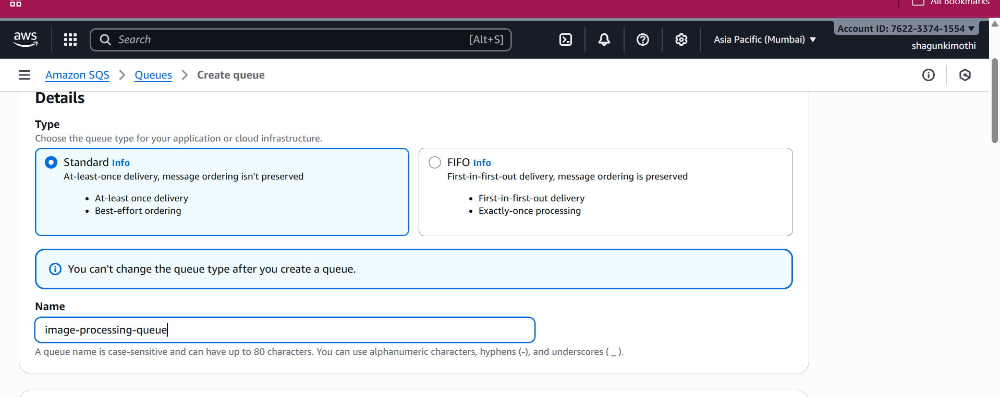 All Bookmarks
aws
Search [Alt+S]
Asia Pacific (Mumbai)
Account ID: 7622-3374-1554
shagunkimothi
Amazon SQS > Queues > Create queue
Details
Type
Choose the queue type for your application or cloud infrastructure.
Standard Info
At-least-once delivery, message ordering isn't preserved
• At-least once delivery
• Best-effort ordering
FIFO Info
First-in-first-out delivery, message ordering is preserved
• First-in-first-out delivery
• Exactly-once processing
You can't change the queue type after you create a queue.
Name
image-processing-queue
A queue name is case-sensitive and can have up to 80 characters. You can use alphanumeric characters, hyphens (-), and underscores ( _ ).